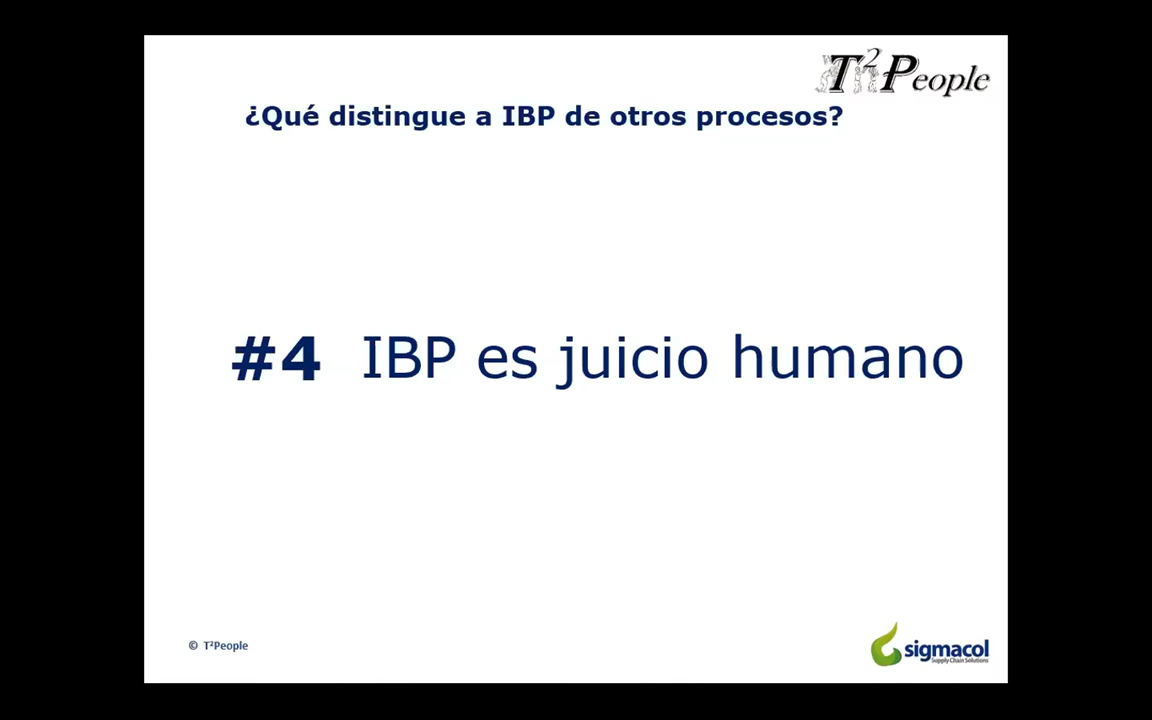 T²People
¿Qué distingue a IBP de otros procesos?
#4 IBP es juicio humano
© T²People
sigmacol
Supply Chain Solutions